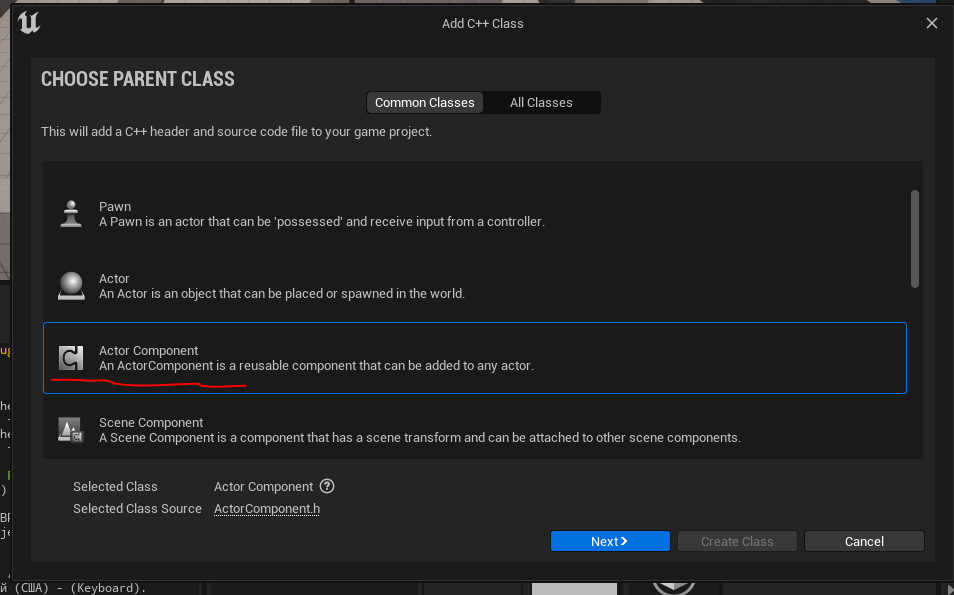 Add C++ Class
CHOOSE PARENT CLASS
Common Classes
All Classes
This will add a C++ header and source code file to your game project.
Pawn
A Pawn is an actor that can be 'possessed' and receive input from a controller.
Actor
An Actor is an object that can be placed or spawned in the world.
Actor Component
An ActorComponent is a reusable component that can be added to any actor.
Scene Component
A Scene Component is a component that has a scene transform and can be attached to other scene components.
Selected Class
Actor Component
Selected Class Source
ActorComponent.h
Next
Create Class
Cancel
й (США) - (Keyboard).